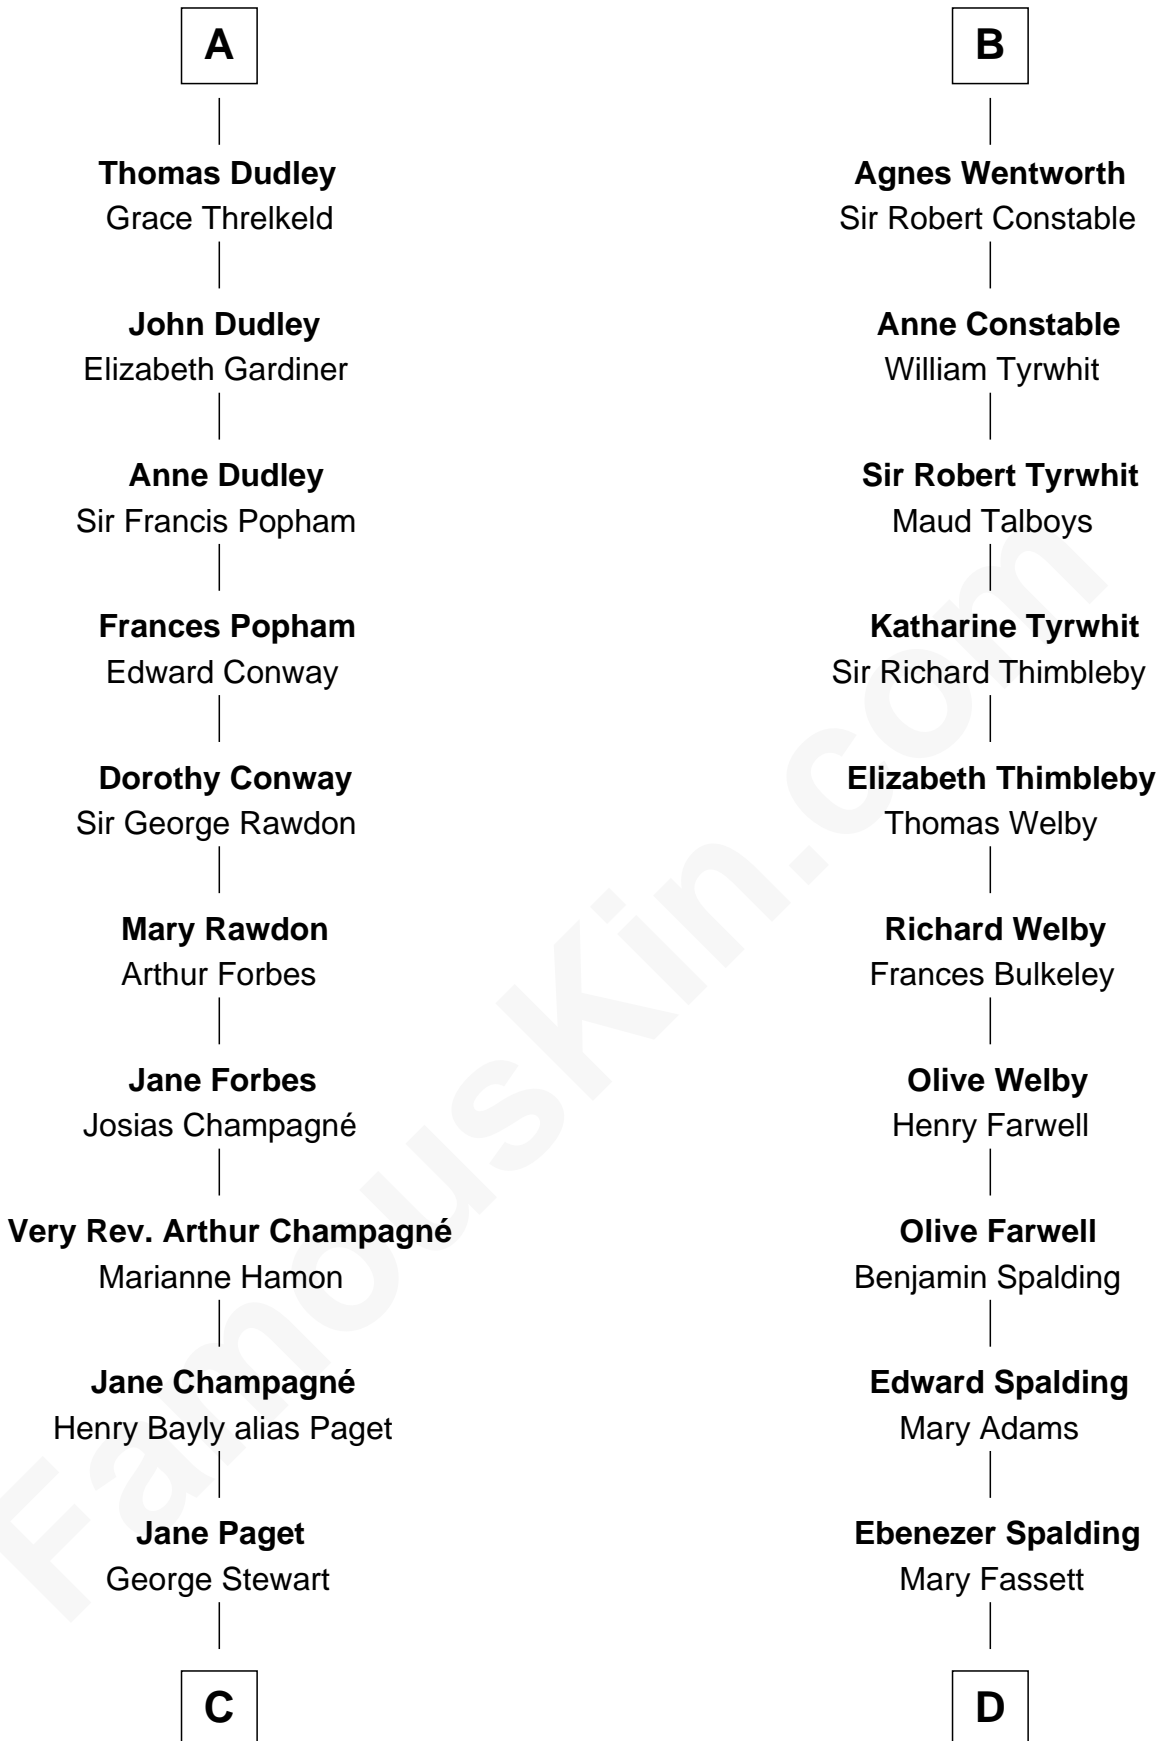 A
Thomas Dudley
Grace Threlkeld
John Dudley
Elizabeth Gardiner
Anne Dudley
Sir Francis Popham
Frances Popham
Edward Conway
Dorothy Conway
Sir George Rawdon
Mary Rawdon
Arthur Forbes
Jane Forbes
Josias Champagné
Very Rev. Arthur Champagné
Marianne Hamon
Jane Champagné
Henry Bayly alias Paget
Jane Paget
George Stewart
C
B
Agnes Wentworth
Sir Robert Constable
Anne Constable
William Tyrwhit
Sir Robert Tyrwhit
Maud Talboys
Katharine Tyrwhit
Sir Richard Thimbleby
Elizabeth Thimbleby
Thomas Welby
Richard Welby
Frances Bulkeley
Olive Welby
Henry Farwell
Olive Farwell
Benjamin Spalding
Edward Spalding
Mary Adams
Ebenezer Spalding
Mary Fassett
D
FamousKin.com